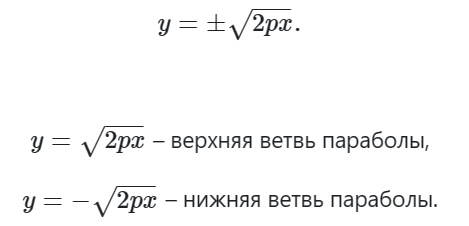 y = ±√2px.
y = √2px – верхняя ветвь параболы,
y = −√2px – нижняя ветвь параболы.